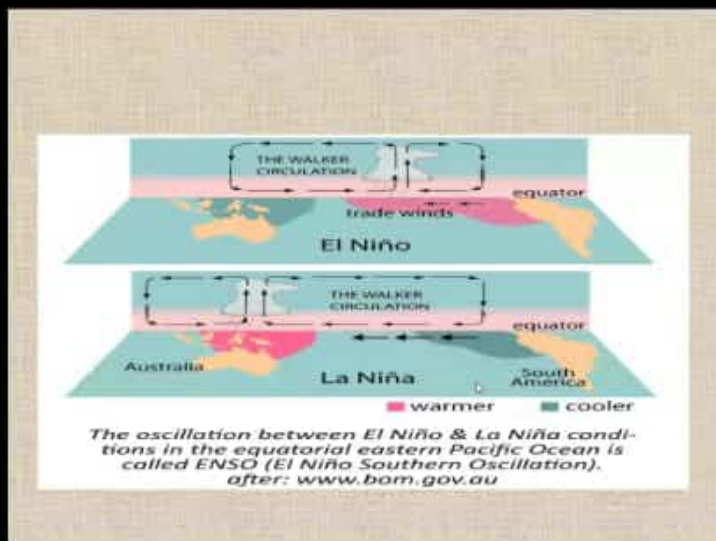 THE WALKER
CIRCULATION
equator
trade winds
El Niño
THE WALKER
CIRCULATION
equator
Australia
South
America
La Niña
warmer
cooler
The oscillation between El Niño & La Niña condi-
tions in the equatorial eastern Pacific Ocean is
called ENSO (El Niño Southern Oscillation).
after: www.bom.gov.au